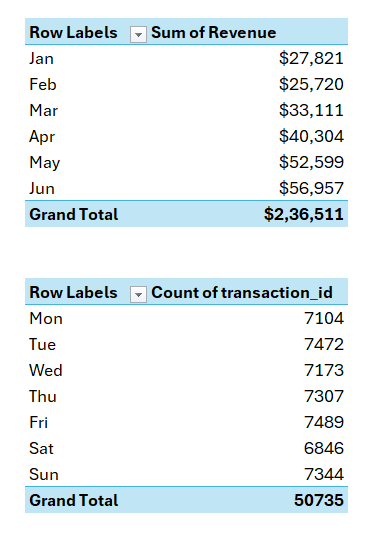 Row Labels Sum of Revenue
Jan $27,821
Feb $25,720
Mar $33,111
Apr $40,304
May $52,599
Jun $56,957
Grand Total $2,36,511
Row Labels Count of transaction_id
Mon 7104
Tue 7472
Wed 7173
Thu 7307
Fri 7489
Sat 6846
Sun 7344
Grand Total 50735